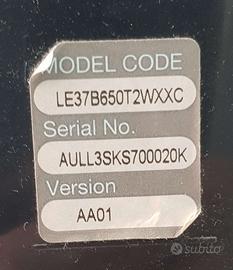 MODEL CODE
LE37B650T2WXXC
Serial No.
AULL3SKS700020K
Version
AA01
subito